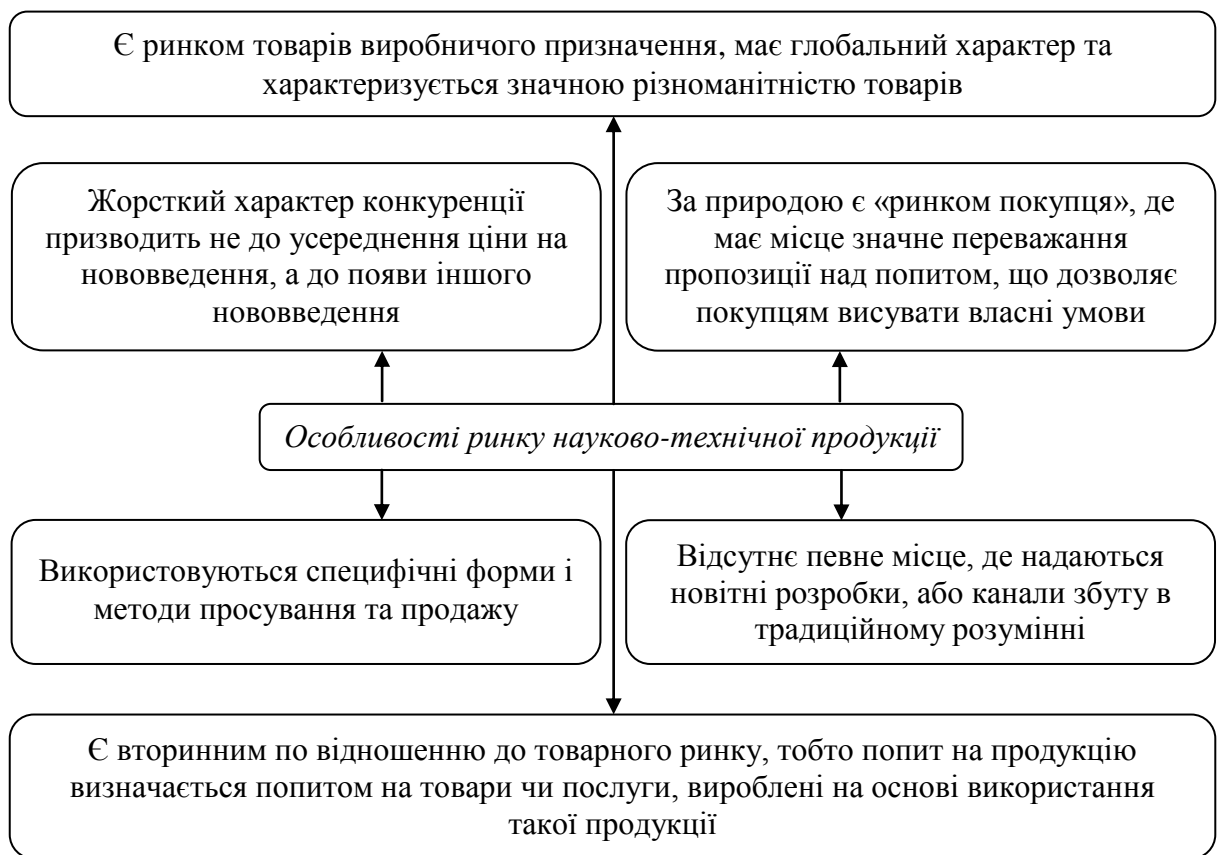 Є ринком товарів виробничого призначення, має глобальний характер та
характеризується значною різноманітністю товарів
Жорсткий характер конкуренції
призводить не до усереднення ціни на
нововведення, а до появи іншого
нововведення
За природою є «ринком покупця», де
має місце значне переважання
пропозиції над попитом, що дозволяє
покупцям висувати власні умови
Особливості ринку науково-технічної продукції
Використовуються специфічні форми і
методи просування та продажу
Відсутнє певне місце, де надаються
новітні розробки, або канали збуту в
традиційному розумінні
Є вторинним по відношенню до товарного ринку, тобто попит на продукцію
визначається попитом на товари чи послуги, вироблені на основі використання
такої продукції